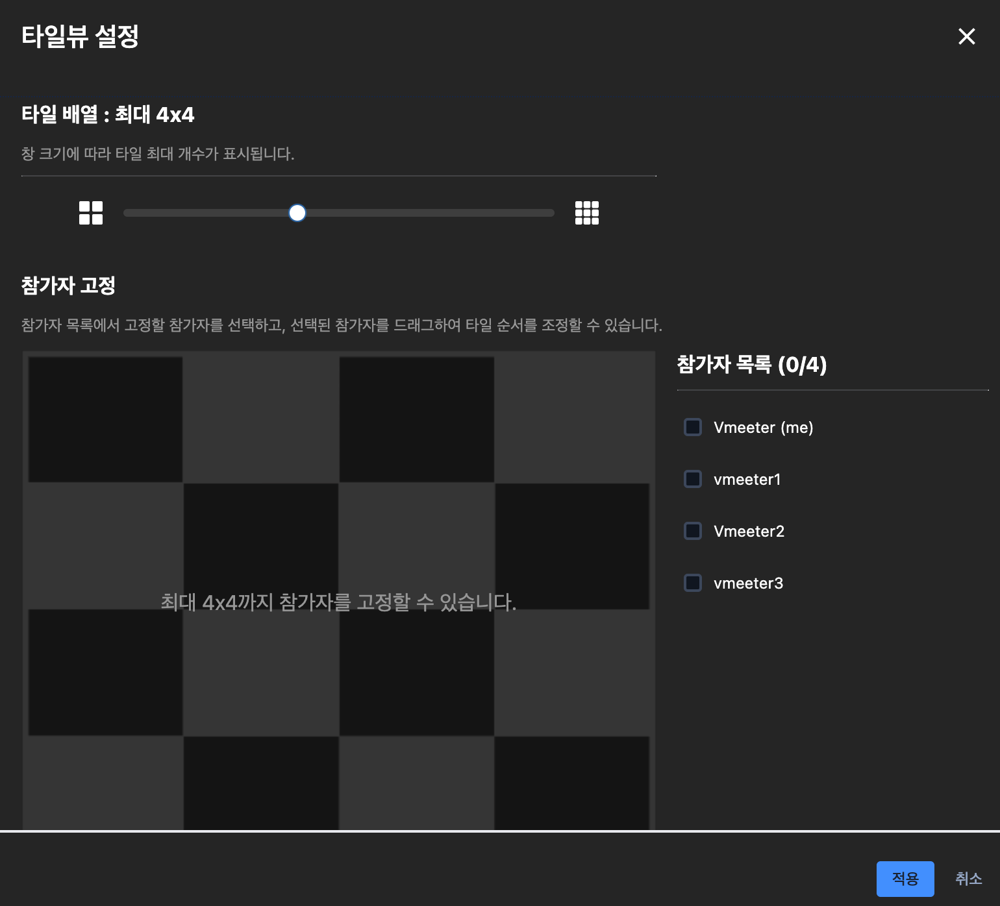 타일뷰 설정
타일 배열 : 최대 4x4
창 크기에 따라 타일 최대 개수가 표시됩니다.
참가자 고정
참가자 목록에서 고정할 참가자를 선택하고, 선택된 참가자를 드래그하여 타일 순서를 조정할 수 있습니다.
최대 4x4까지 참가자를 고정할 수 있습니다.
참가자 목록 (0/4)
Vmeeter (me)
vmeeter1
Vmeeter2
vmeeter3
적용 취소